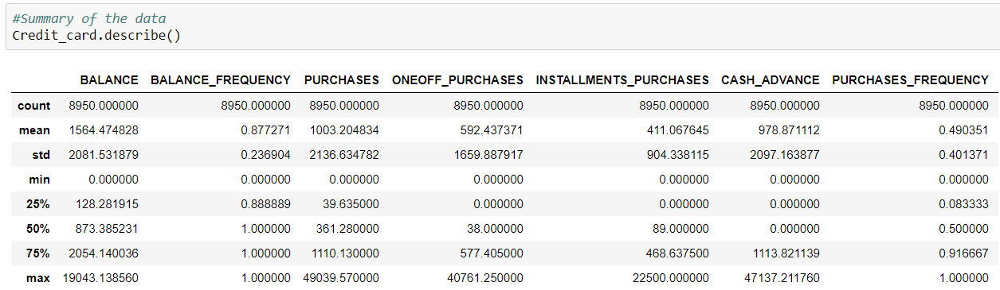 #Summary of the data
Credit_card.describe()
BALANCE BALANCE_FREQUENCY PURCHASES ONEOFF_PURCHASES INSTALLMENTS_PURCHASES CASH_ADVANCE PURCHASES_FREQUENCY
count 8950.000000 8950.000000 8950.000000 8950.000000 8950.000000 8950.000000 8950.000000
mean 1564.474828 0.877271 1003.204834 592.437371 411.067645 978.871112 0.490351
std 2081.531879 0.236904 2136.634782 1659.887917 904.338115 2097.163877 0.401371
min 0.000000 0.000000 0.000000 0.000000 0.000000 0.000000 0.000000
25% 128.281915 0.888889 39.635000 0.000000 0.000000 0.000000 0.083333
50% 873.385231 1.000000 361.280000 38.000000 89.000000 0.000000 0.500000
75% 2054.140036 1.000000 1110.130000 577.405000 468.637500 1113.821139 0.916667
max 19043.138560 1.000000 49039.570000 40761.250000 22500.000000 47137.211760 1.000000